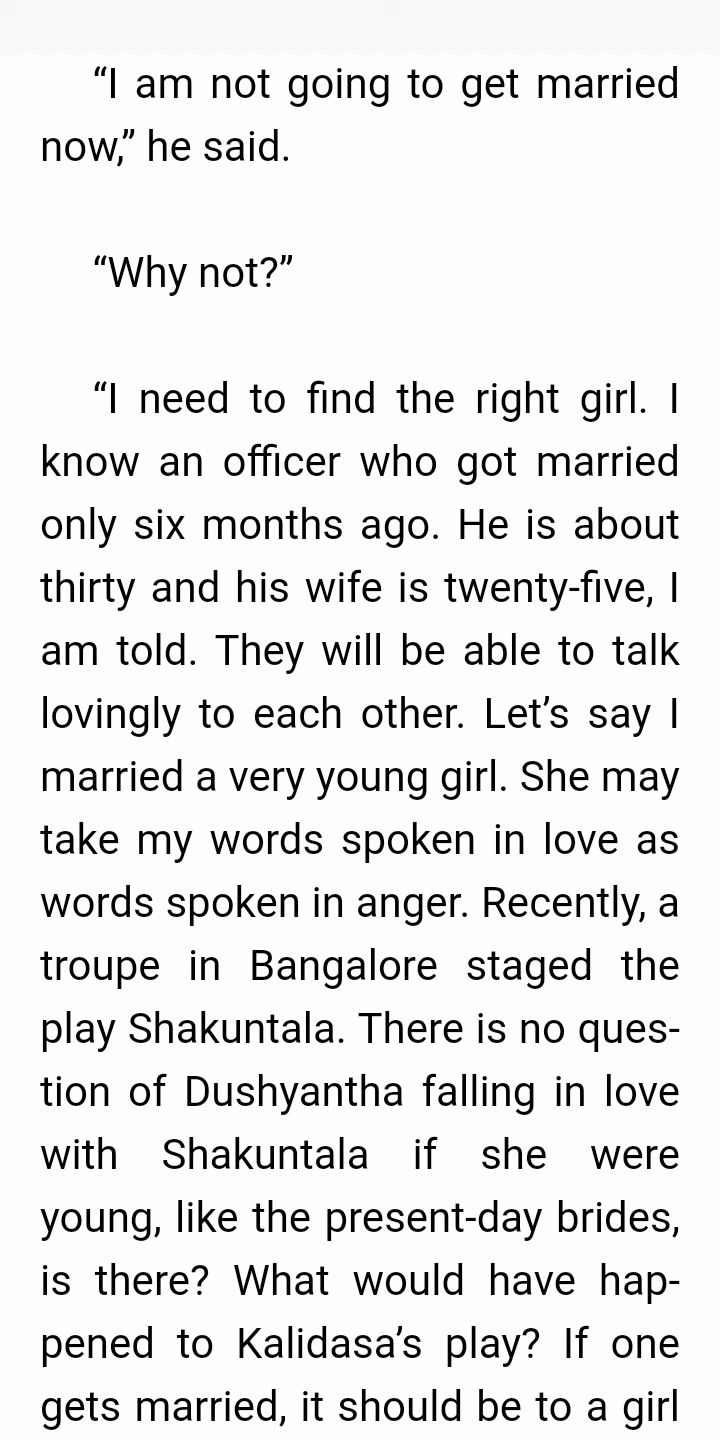 “I am not going to get married
now,” he said.
“Why not?”
“I need to find the right girl. I
know an officer who got married
only six months ago. He is about
thirty and his wife is twenty-five, I
am told. They will be able to talk
lovingly to each other. Let’s say I
married a very young girl. She may
take my words spoken in love as
words spoken in anger. Recently, a
troupe in Bangalore staged the
play Shakuntala. There is no ques-
tion of Dushyantha falling in love
with Shakuntala if she were
young, like the present-day brides,
is there? What would have hap-
pened to Kalidasa’s play? If one
gets married, it should be to a girl